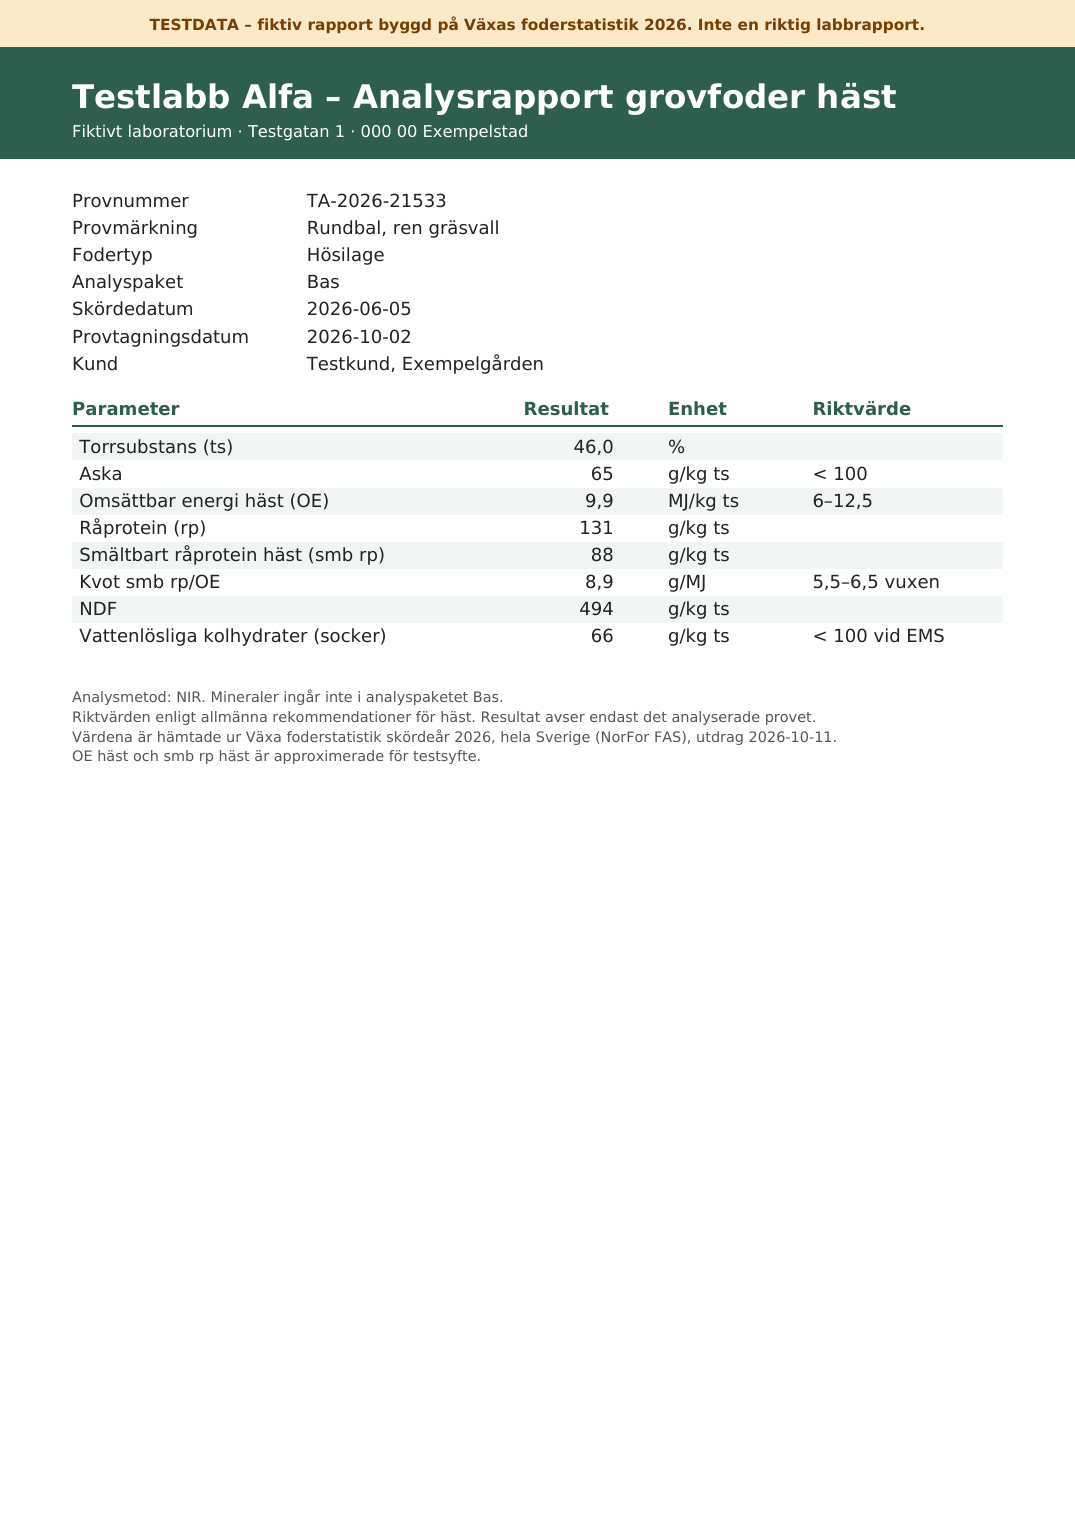 TESTDATA – fiktiv rapport byggd på Växas foderstatistik 2026. Inte en riktig labbrapport.
Testlabb Alfa – Analysrapport grovfoder häst
Fiktivt laboratorium · Testgatan 1 · 000 00 Exempelstad
Provnummer TA-2026-21533
Provmärkning Rundbal, ren gräsvall
Fodertyp Hösilage
Analyspaket Bas
Skördedatum 2026-06-05
Provtagningsdatum 2026-10-02
Kund Testkund, Exempelgården
Parameter Resultat Enhet Riktvärde
Torrsubstans (ts) 46,0 %
Aska 65 g/kg ts < 100
Omsättbar energi häst (OE) 9,9 MJ/kg ts 6–12,5
Råprotein (rp) 131 g/kg ts
Smältbart råprotein häst (smb rp) 88 g/kg ts
Kvot smb rp/OE 8,9 g/MJ 5,5–6,5 vuxen
NDF 494 g/kg ts
Vattenlösliga kolhydrater (socker) 66 g/kg ts < 100 vid EMS
Analysmetod: NIR. Mineraler ingår inte i analyspaketet Bas.
Riktvärden enligt allmänna rekommendationer för häst. Resultat avser endast det analyserade provet.
Värdena är hämtade ur Växa foderstatistik skördeår 2026, hela Sverige (NorFor FAS), utdrag 2026-10-11.
OE häst och smb rp häst är approximerade för testsyfte.